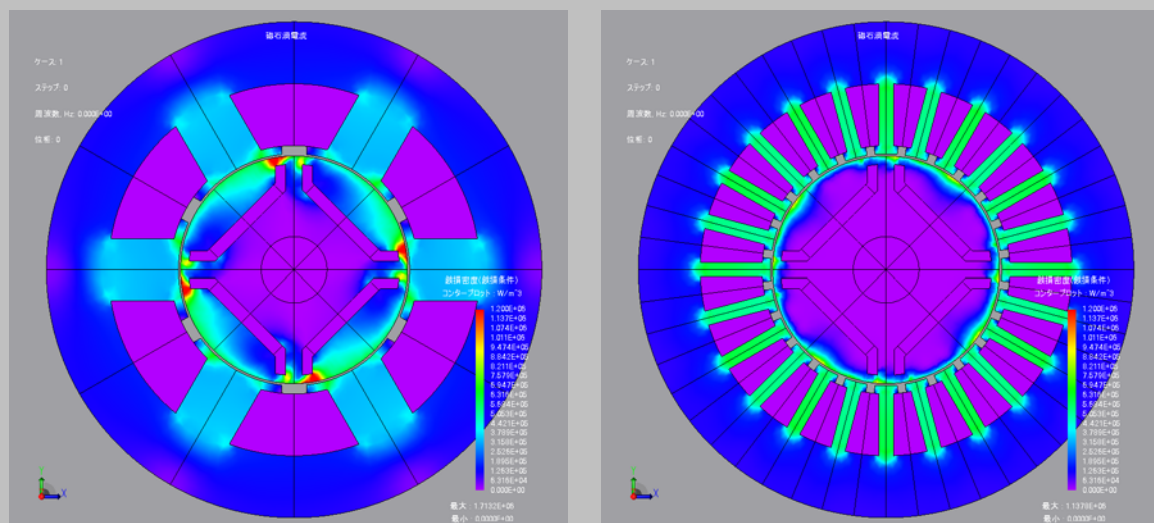 磁石渦電流
ケース: 1
ステップ: 0
周波数, Hz: 0.000E+00
位相: 0
鉄損密度(鉄損条件)
コンタープロット : W/m^3
1.200E+06
1.137E+06
1.074E+06
1.011E+06
9.474E+05
8.842E+05
8.211E+05
7.579E+05
6.947E+05
6.316E+05
5.684E+05
5.053E+05
4.421E+05
3.789E+05
3.158E+05
2.526E+05
1.895E+05
1.263E+05
6.316E+04
0.000E+00
最大 : 1.7132E+06
最小 : 0.0000E+00
X
磁石渦電流
ケース: 1
ステップ: 0
周波数, Hz: 0.000E+00
位相: 0
鉄損密度(鉄損条件)
コンタープロット : W/m^3
1.200E+06
1.137E+06
1.074E+06
1.011E+06
9.474E+05
8.842E+05
8.211E+05
7.579E+05
6.947E+05
6.316E+05
5.684E+05
5.053E+05
4.421E+05
3.789E+05
3.158E+05
2.526E+05
1.895E+05
1.263E+05
6.316E+04
0.000E+00
最大 :
最小 : 0.0000E+00
X